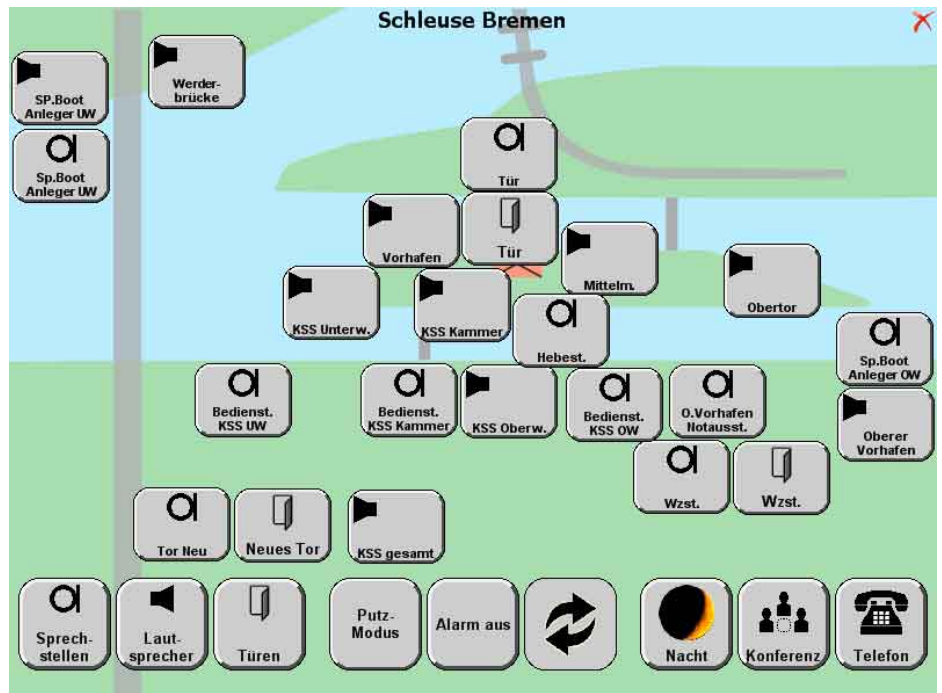 Schleuse Bremen
SP.Boot
Anleger UW
Werder-
brücke
Sp.Boot
Anleger UW
Tür
Vorhafen
Tür
Mittelm.
KSS Unterw.
KSS Kammer
Obertor
Hebest.
Sp.Boot
Anleger OW
Bedienst.
KSS UW
Bedienst.
KSS Kammer
KSS Oberw.
Bedienst.
KSS OW
O.Vorhafen
Notausst.
Oberer
Vorhafen
Wzst.
Wzst.
Tor Neu
Neues Tor
KSS gesamt
Sprech-
stellen
Laut-
sprecher
Türen
Putz-
Modus
Alarm aus
Nacht
Konferenz
Telefon